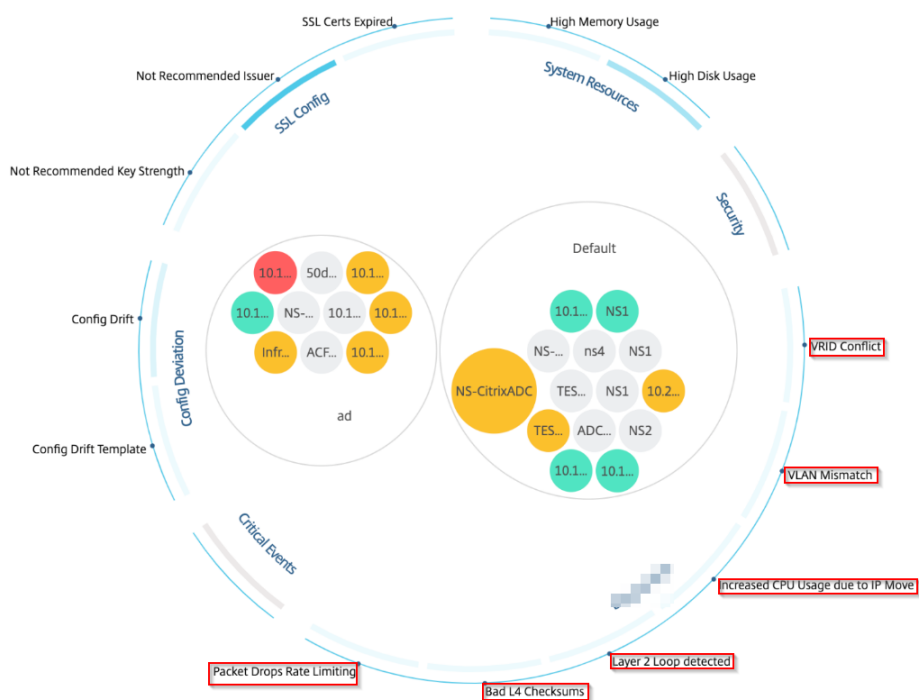 SSL Certs Expired
High Memory Usage
Not Recommended Issuer
High Disk Usage
System Resources
SSL Config
Not Recommended Key Strength
Security
Default
10.1...
50d...
10.1...
10.1...
NS-...
10.1...
10.1...
Infr...
ACF...
10.1...
ad
10.1...
NS1
NS-...
ns4
NS1
NS-CitrixADC
TES...
NS1
10.2...
TES...
ADC...
NS2
10.1...
10.1...
Config Drift
Config Deviation
VRID Conflict
Config Drift Template
VLAN Mismatch
Critical Events
Increased CPU Usage due to IP Move
Layer 2 Loop detected
Packet Drops Rate Limiting
Bad L4 Checksums